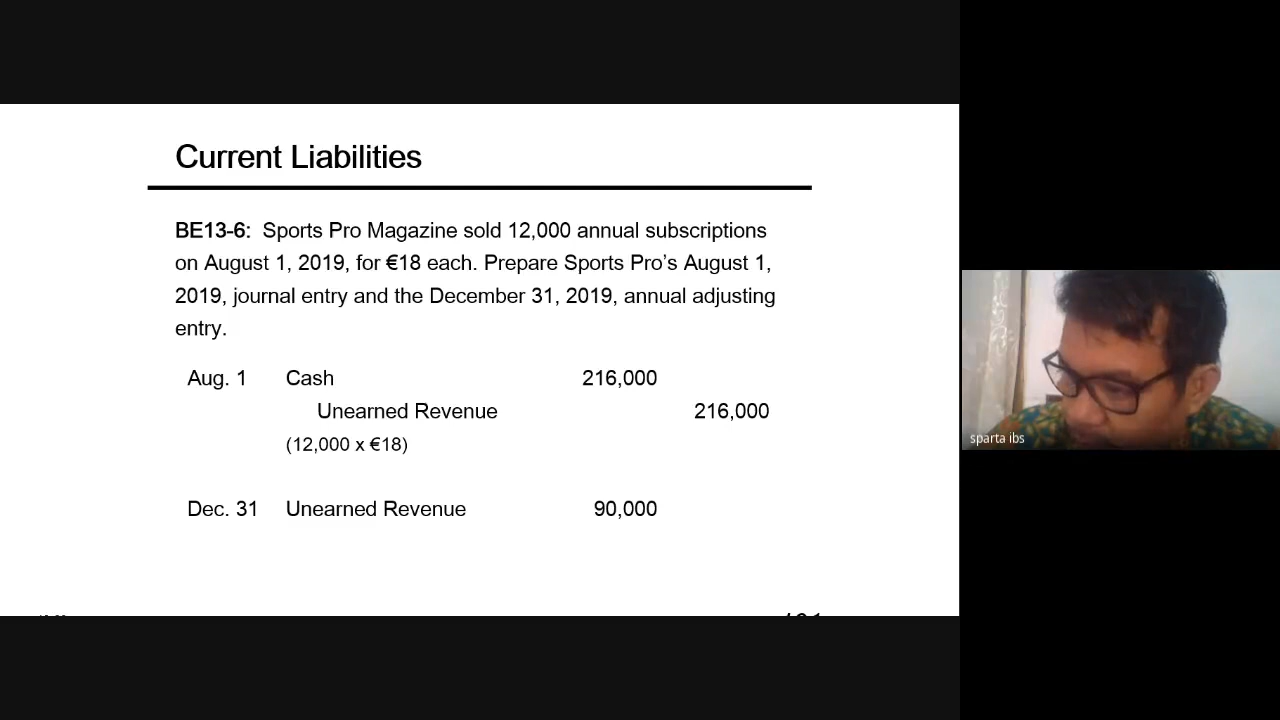 Current Liabilities
BE13-6: Sports Pro Magazine sold 12,000 annual subscriptions
on August 1, 2019, for €18 each. Prepare Sports Pro’s August 1,
2019, journal entry and the December 31, 2019, annual adjusting
entry.
Aug. 1 Cash 216,000
Unearned Revenue 216,000
(12,000 x €18)
Dec. 31 Unearned Revenue 90,000
sparta ibs